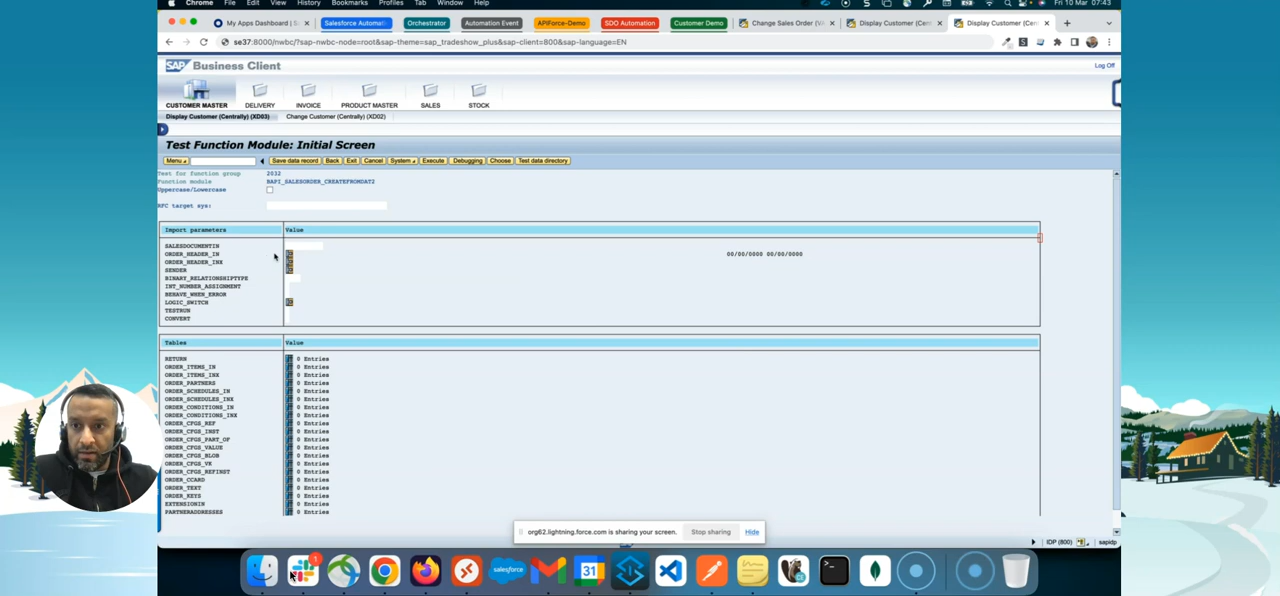 Chrome File Edit View History Bookmarks Profiles Tab Window Help Fri 10 Mar 07:43
My Apps Dashboard | S Salesforce Automati Orchestrator Automation Event APIForce-Demo SDO Automation Customer Demo Change Sales Order (VA Display Customer (Cent Display Customer (Cen
se37:8000/nwbc/?sap-nwbc-node=root&sap-theme=sap_tradeshow_plus&sap-client=800&sap-language=EN
SAP Business Client Log Off
CUSTOMER MASTER DELIVERY INVOICE PRODUCT MASTER SALES STOCK
Display Customer (Centrally) (XD03) Change Customer (Centrally) (XD02)
Test Function Module: Initial Screen
Menu Save data record Back Exit Cancel System Execute Debugging Choose Test data directory
Test for function group 2032
Function module BAPI_SALESORDER_CREATEFROMDAT2
Uppercase/Lowercase
RFC target sys:
Import parameters Value
SALESDOCUMENTIN
ORDER_HEADER_IN 00/00/0000 00/00/0000
ORDER_HEADER_INX
SENDER
BINARY_RELATIONSHIPTYPE
INT_NUMBER_ASSIGNMENT
BEHAVE_WHEN_ERROR
LOGIC_SWITCH
TESTRUN
CONVERT
Tables Value
RETURN 0 Entries
ORDER_ITEMS_IN 0 Entries
ORDER_ITEMS_INX 0 Entries
ORDER_PARTNERS 0 Entries
ORDER_SCHEDULES_IN 0 Entries
ORDER_SCHEDULES_INX 0 Entries
ORDER_CONDITIONS_IN 0 Entries
ORDER_CONDITIONS_INX 0 Entries
ORDER_CFGS_REF 0 Entries
ORDER_CFGS_INST 0 Entries
ORDER_CFGS_PART_OF 0 Entries
ORDER_CFGS_VALUE 0 Entries
ORDER_CFGS_BLOB 0 Entries
ORDER_CFGS_VK 0 Entries
ORDER_CFGS_REFINST 0 Entries
ORDER_CCARD 0 Entries
ORDER_TEXT 0 Entries
ORDER_KEYS 0 Entries
EXTENSIONIN 0 Entries
PARTNERADDRESSES 0 Entries
org62.lightning.force.com is sharing your screen. Stop sharing Hide
IDP (800) sapidp
1
salesforce 31